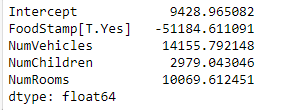 Intercept 9428.965082
FoodStamp[T.Yes] -51184.611091
NumVehicles 14155.792148
NumChildren 2979.043046
NumRooms 10069.612451
dtype: float64